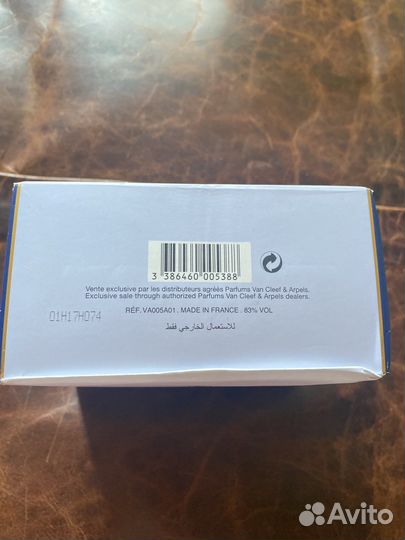 3 386460 005388
Vente exclusive par les distributeurs agréés Parfums Van Cleef & Arpels.
Exclusive sale through authorized Parfums Van Cleef & Arpels dealers.
01H17H074
RÉF. VA005A01. MADE IN FRANCE. 83% VOL
للاستعمال الخارجي فقط
Avito